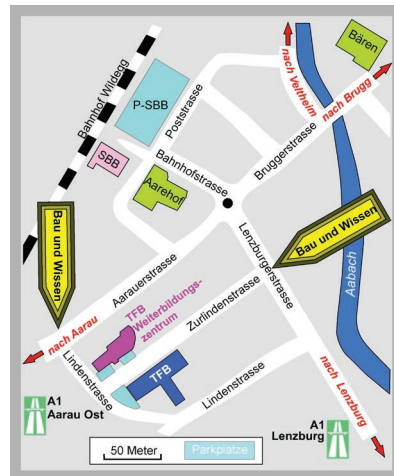 Bären
Bahnhof Wildegg
P-SBB
nach Veltheim
nach Brugg
Poststrasse
SBB
Bahnhofstrasse
Bruggerstrasse
Aarehof
Bau und Wissen
Bau und Wissen
Lenzburgerstrasse
Aabach
Aarauerstrasse
TFB
Weiterbildungs-
zentrum
Zurlindenstrasse
nach Aarau
Lindenstrasse
TFB
Lindenstrasse
nach Lenzburg
A1
Aarau Ost
A1
Lenzburg
50 Meter
Parkplätze